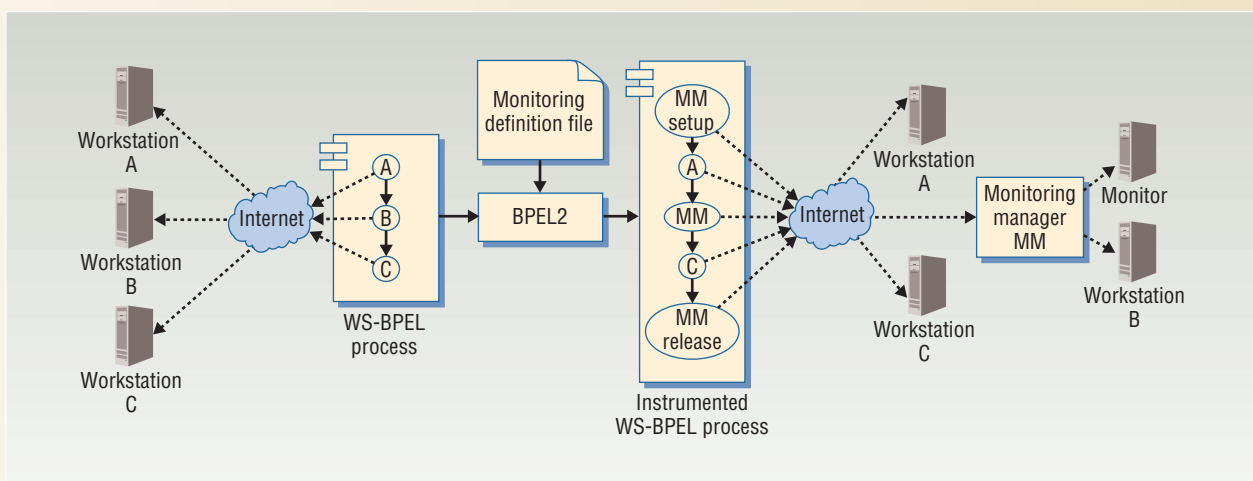 Workstation
A
Workstation
B
Workstation
C
Internet
A
B
C
WS-BPEL
process
Monitoring
definition file
BPEL2
MM
setup
A
MM
C
MM
release
Instrumented
WS-BPEL process
Internet
Workstation
A
Workstation
C
Monitoring
manager
MM
Monitor
Workstation
B